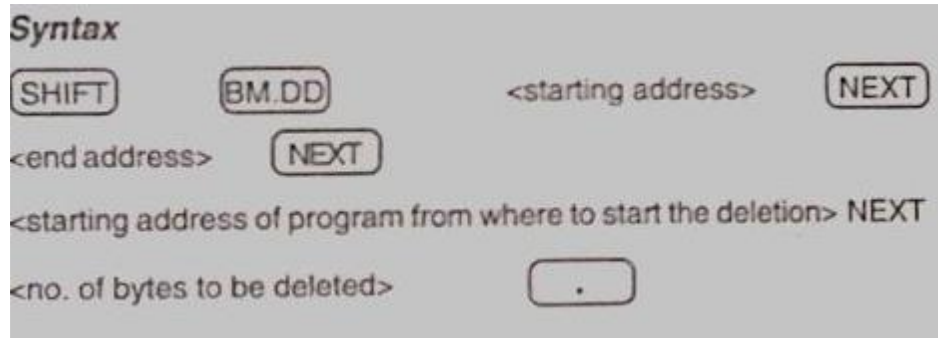 Syntax
SHIFT BM.DD <starting address> NEXT
<end address> NEXT
<starting address of program from where to start the deletion> NEXT
<no. of bytes to be deleted> .